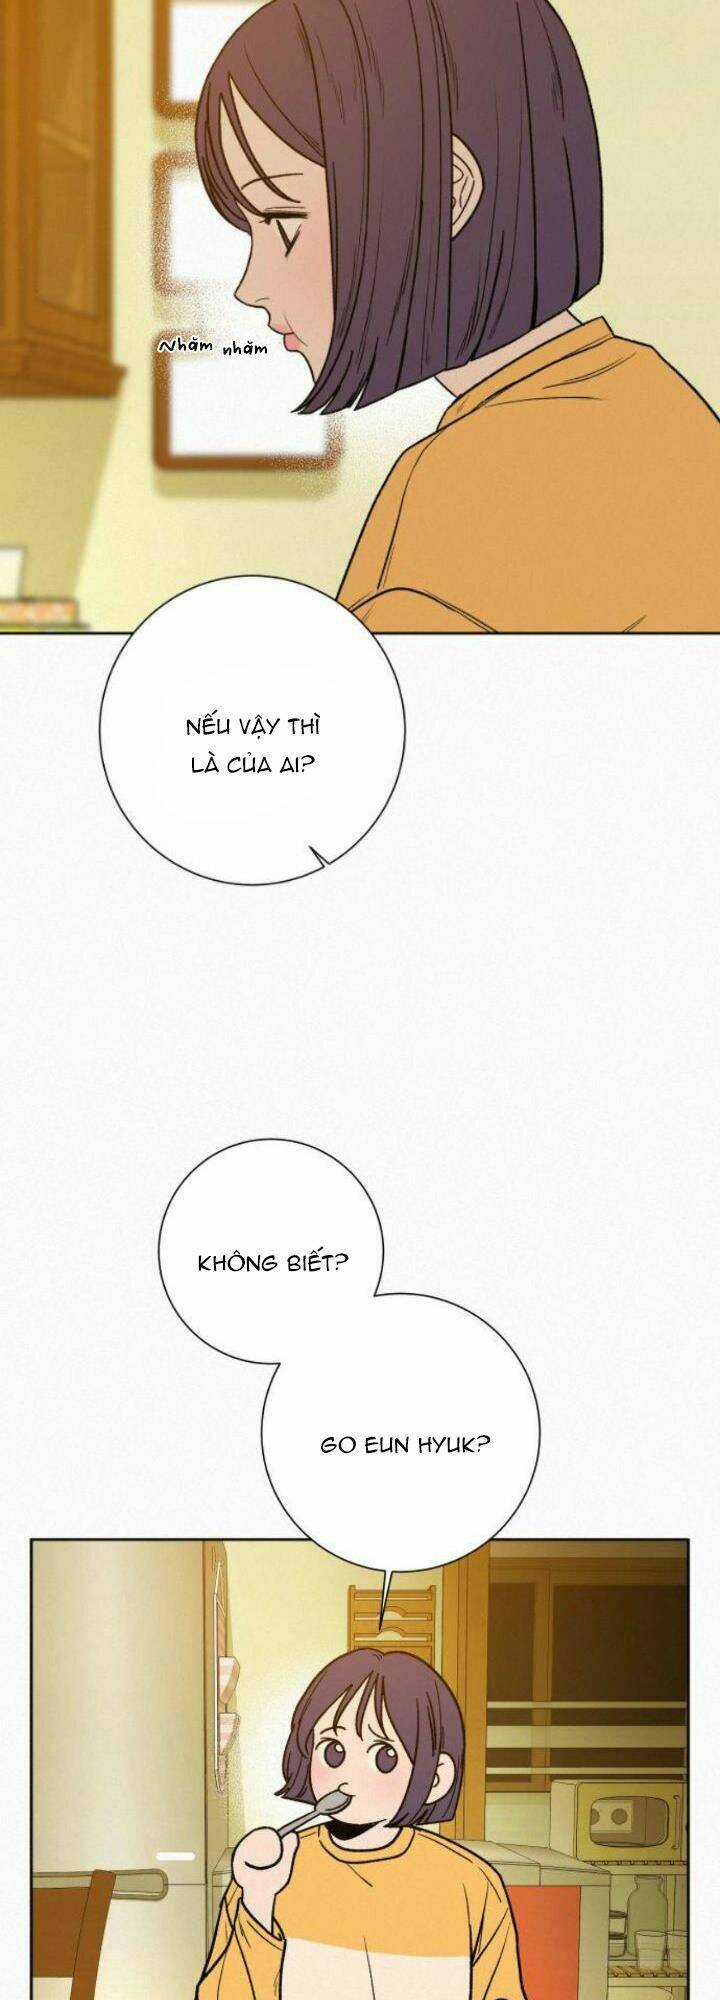 Nhăm nhăm
NẾU VẬY THÌ
LÀ CỦA AI?
KHÔNG BIẾT?
GO EUN HYUK?